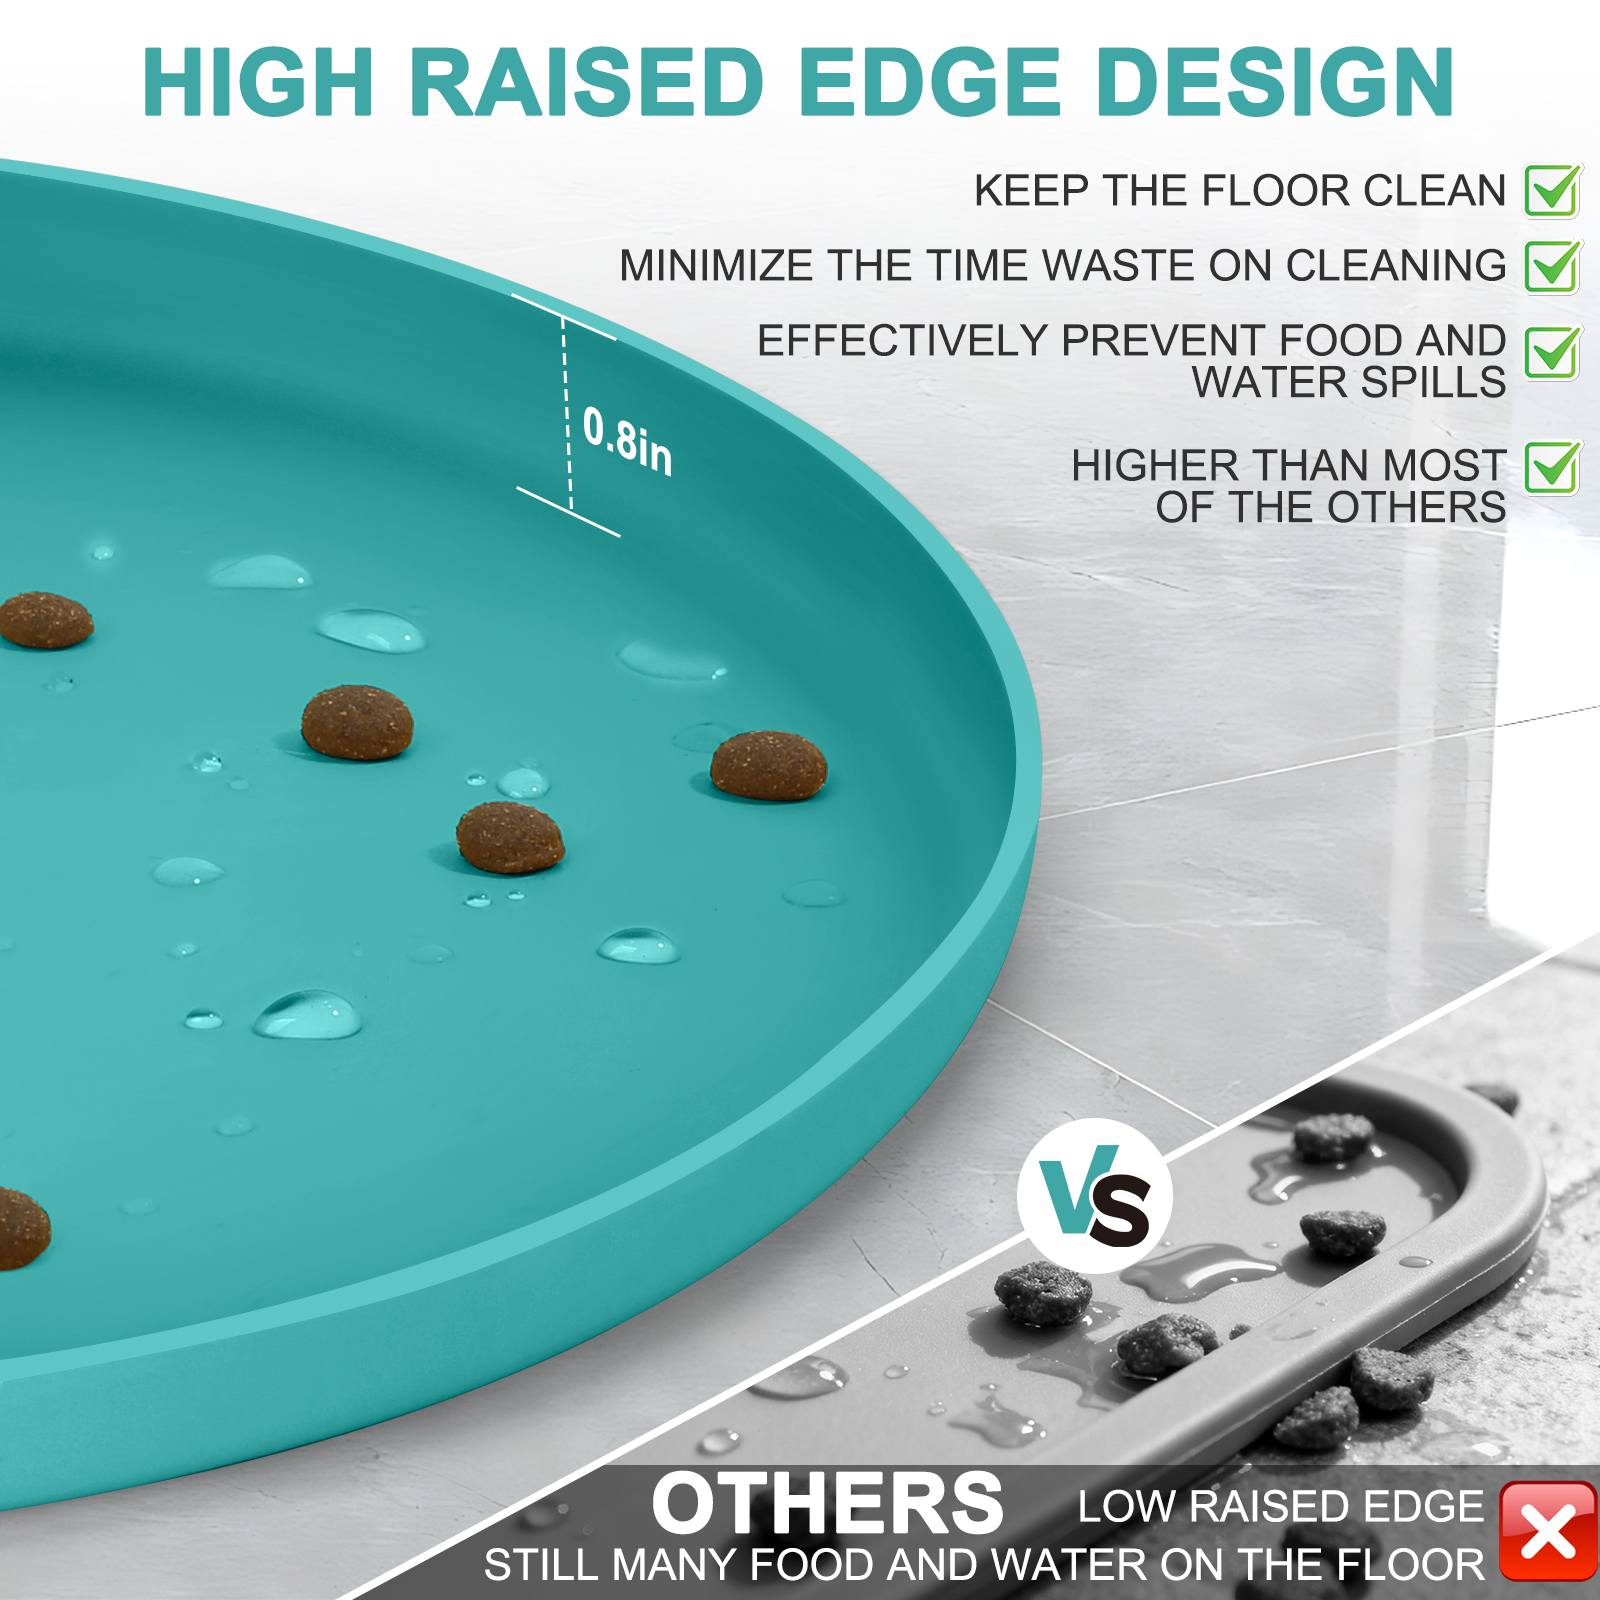 HIGH RAISED EDGE DESIGN
KEEP THE FLOOR CLEAN
MINIMIZE THE TIME WASTE ON CLEANING
EFFECTIVELY PREVENT FOOD AND
WATER SPILLS
HIGHER THAN MOST
OF THE OTHERS
0.8in
VS
OTHERS
LOW RAISED EDGE
STILL MANY FOOD AND WATER ON THE FLOOR